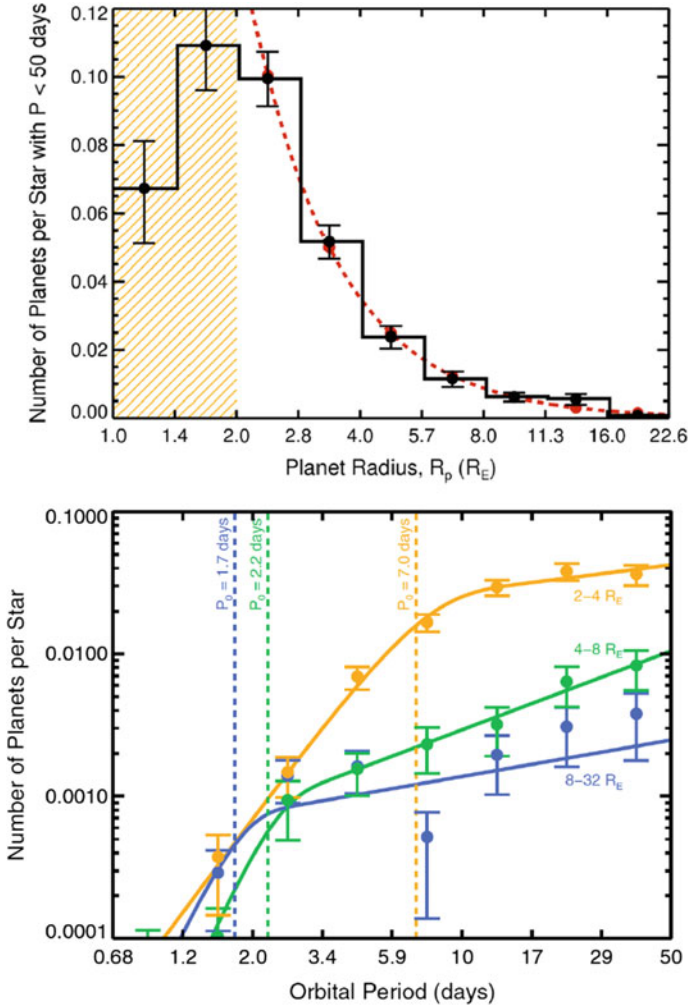 0.12
0.10
0.08
0.06
0.04
0.02
0.00
Number of Planets per Star with P < 50 days
1.0 1.4 2.0 2.8 4.0 5.7 8.0 11.3 16.0 22.6
Planet Radius, Rp (RE)
0.1000
0.0100
0.0010
0.0001
Number of Planets per Star
P0 = 1.7 days
P0 = 2.2 days
P0 = 7.0 days
2–4 RE
4–8 RE
8–32 RE
0.68 1.2 2.0 3.4 5.9 10 17 29 50
Orbital Period (days)